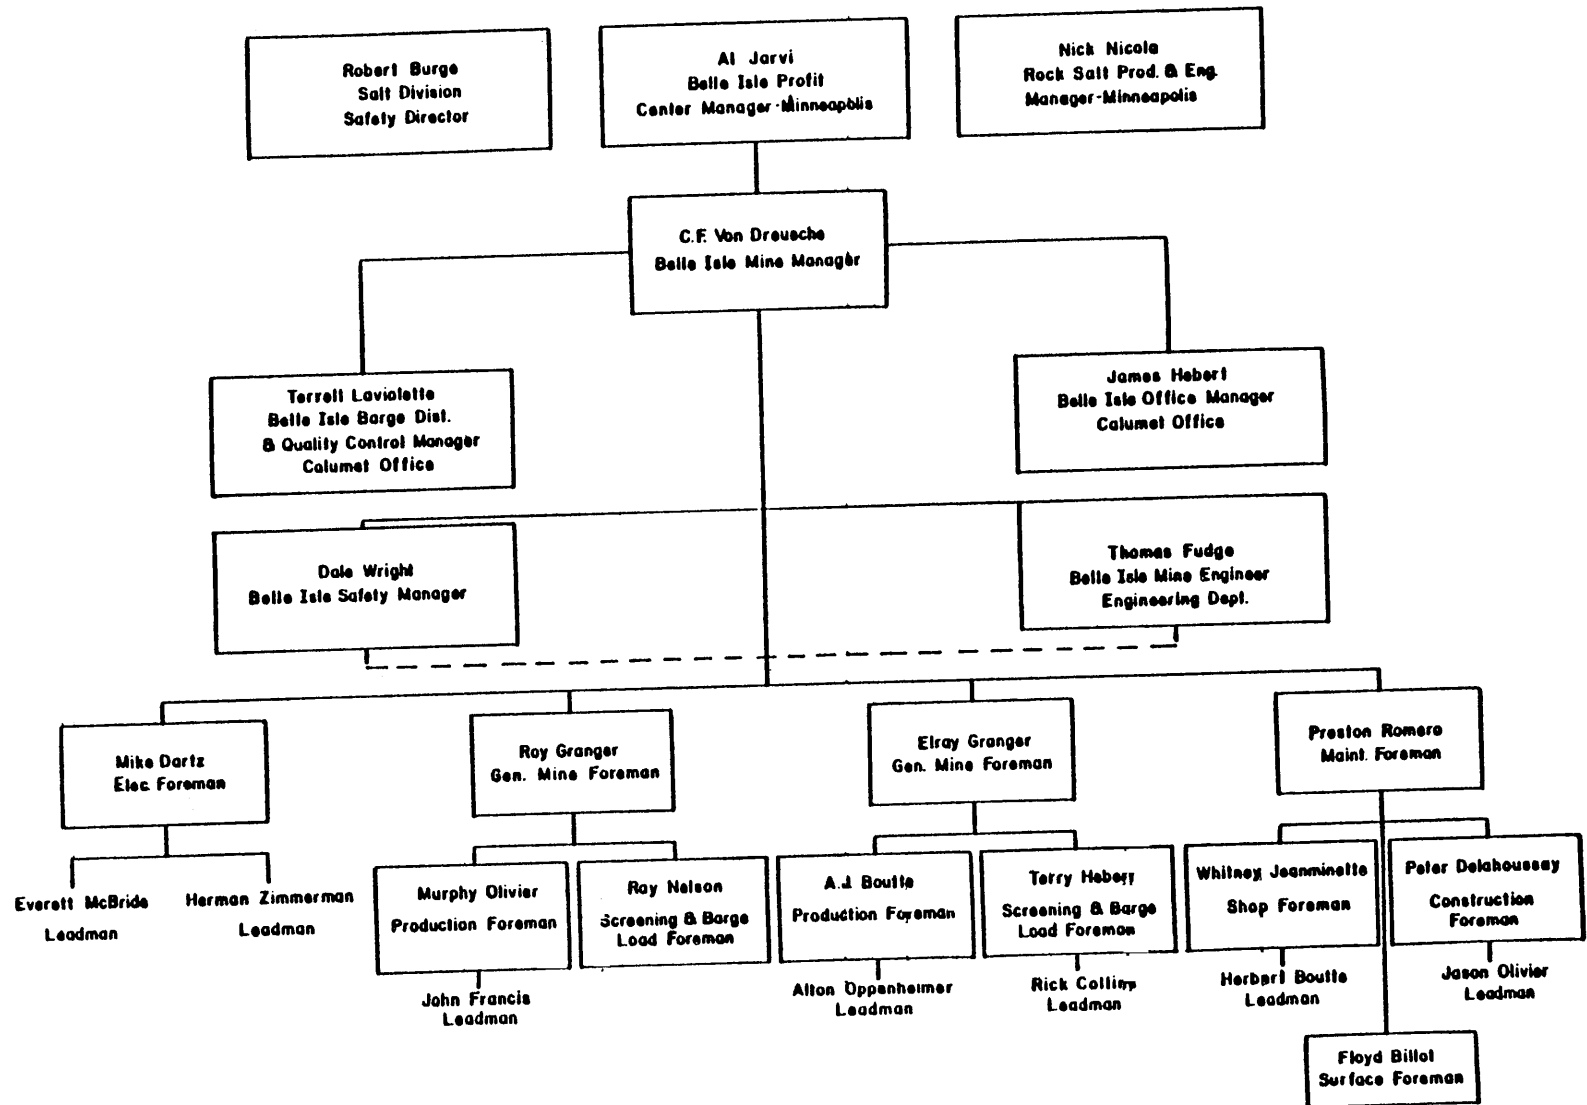 Robert Burge
Salt Division
Safety Director
Al Jarvi
Belle Isle Profit
Center Manager-Minneapolis
Nick Nicola
Rock Salt Prod. & Eng.
Manager-Minneapolis
C.F. Von Dreusche
Belle Isle Mine Manager
Terrell Laviolette
Belle Isle Barge Dist.
& Quality Control Manager
Calumet Office
James Hebert
Belle Isle Office Manager
Calumet Office
Dale Wright
Belle Isle Safety Manager
Thomas Fudge
Belle Isle Mine Engineer
Engineering Dept.
Mike Dartz
Elec. Foreman
Roy Granger
Gen. Mine Foreman
Elray Granger
Gen. Mine Foreman
Preston Romero
Maint. Foreman
Everett McBride
Leadman
Herman Zimmerman
Leadman
Murphy Olivier
Production Foreman
Ray Nelson
Screening & Barge
Load Foreman
A.J. Boutte
Production Foreman
Terry Hebert
Screening & Barge
Load Foreman
Whitney Jeanminette
Shop Foreman
Peter Delahoussay
Construction
Foreman
John Francis
Leadman
Alton Oppenheimer
Leadman
Rick Collins
Leadman
Herbert Boutte
Leadman
Jason Olivier
Leadman
Floyd Billot
Surface Foreman